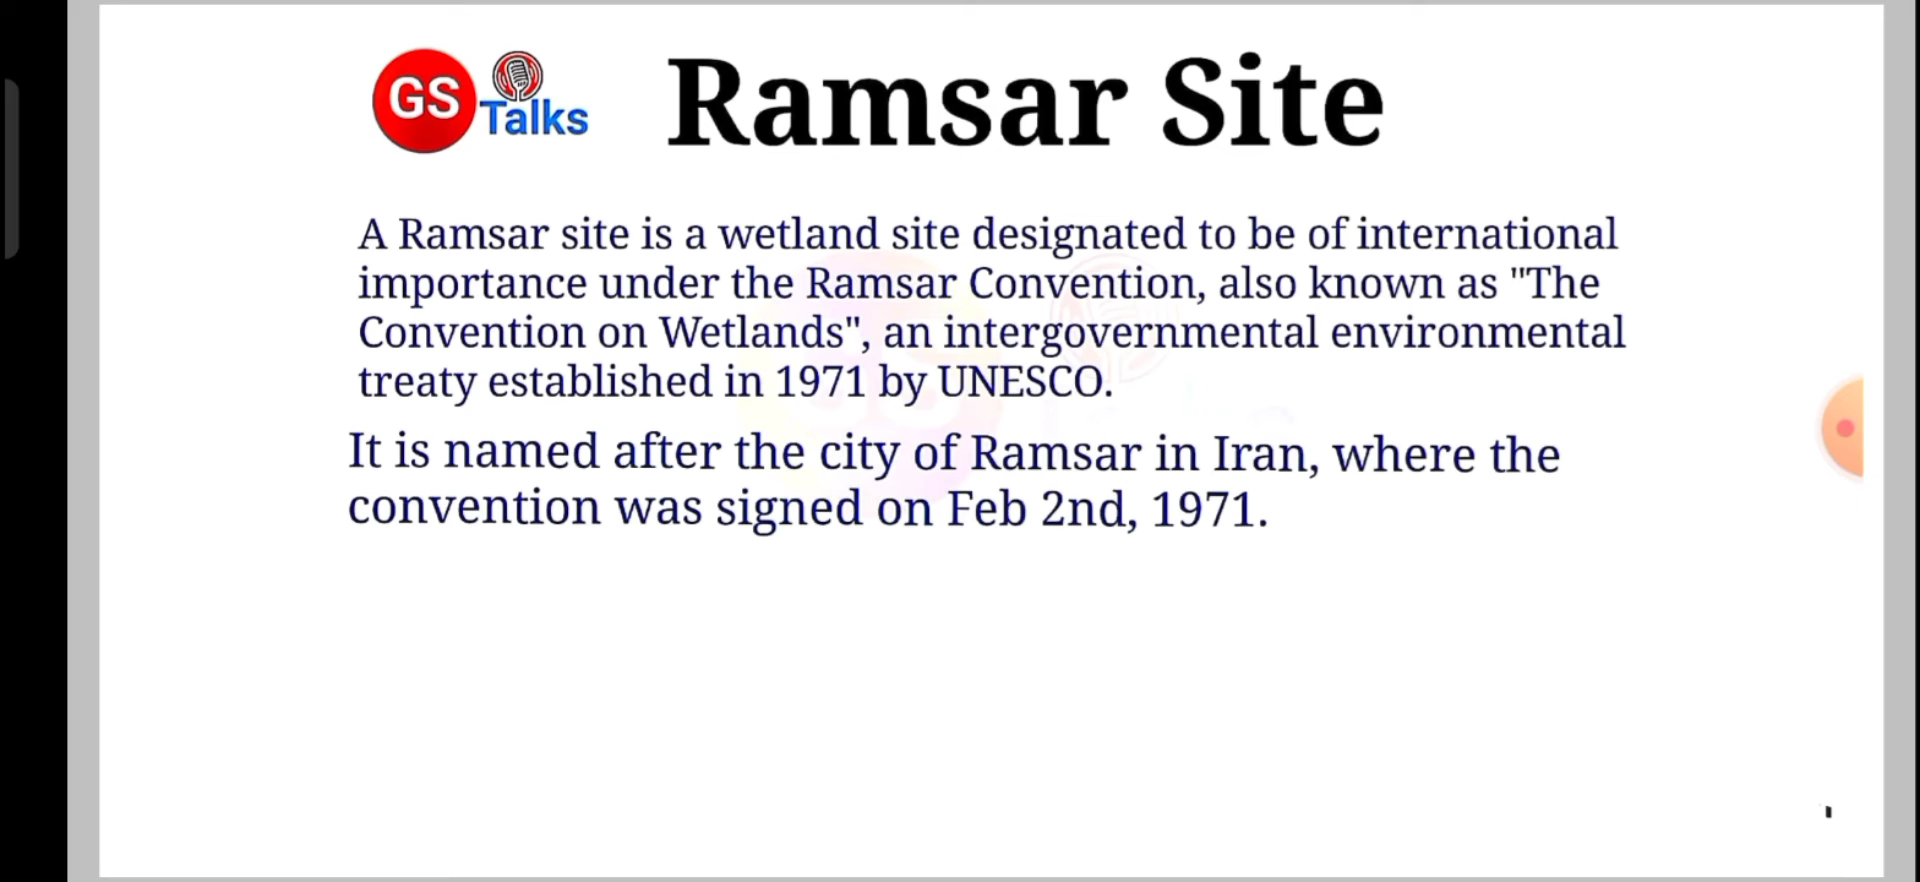 GS Talks
Ramsar Site
A Ramsar site is a wetland site designated to be of international
importance under the Ramsar Convention, also known as "The
Convention on Wetlands", an intergovernmental environmental
treaty established in 1971 by UNESCO.
It is named after the city of Ramsar in Iran, where the
convention was signed on Feb 2nd, 1971.